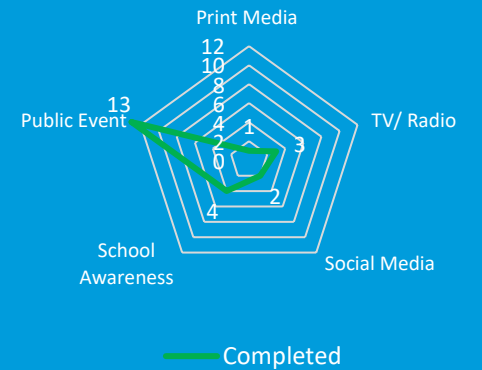 Print Media
12
10
8
6
4
2
0
1
3
2
4
13
TV/ Radio
Social Media
School
Awareness
Public Event
Completed